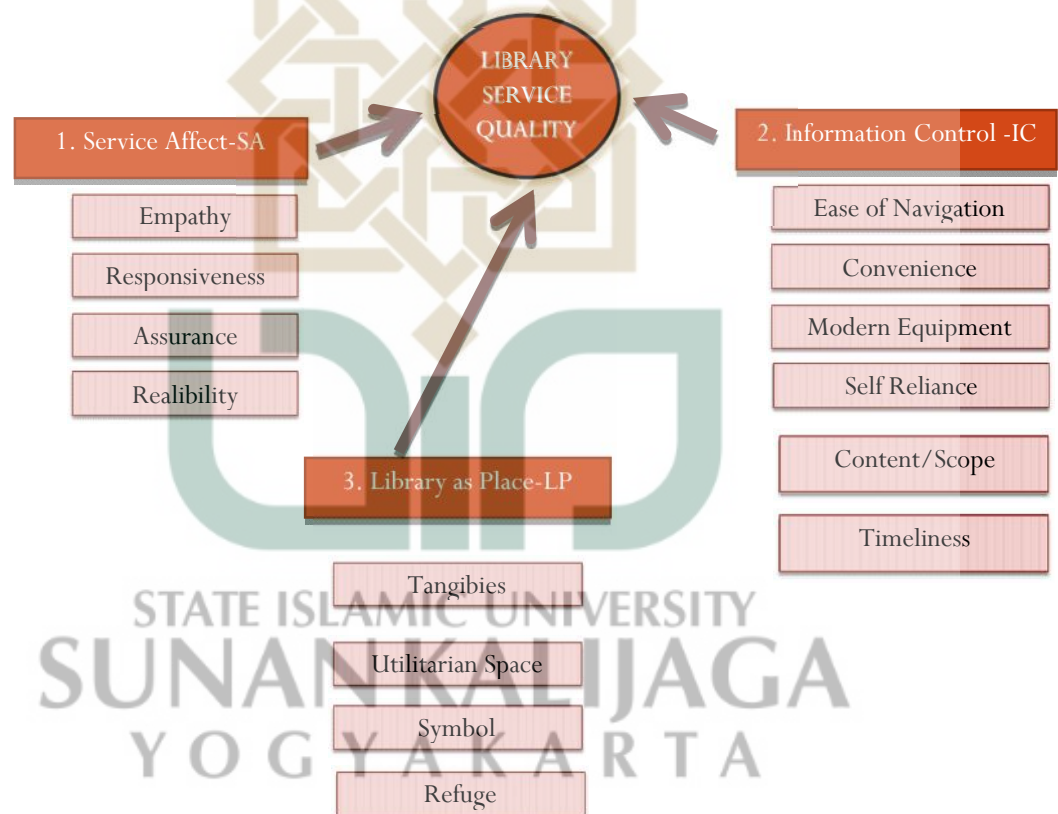 LIBRARY
SERVICE
QUALITY
1. Service Affect-SA
Empathy
Responsiveness
Assurance
Realibility
2. Information Control -IC
Ease of Navigation
Convenience
Modern Equipment
Self Reliance
Content/Scope
Timeliness
3. Library as Place-LP
Tangibies
Utilitarian Space
Symbol
Refuge
STATE ISLAMIC UNIVERSITY
SUNAN KALIJAGA
YOGYAKARTA